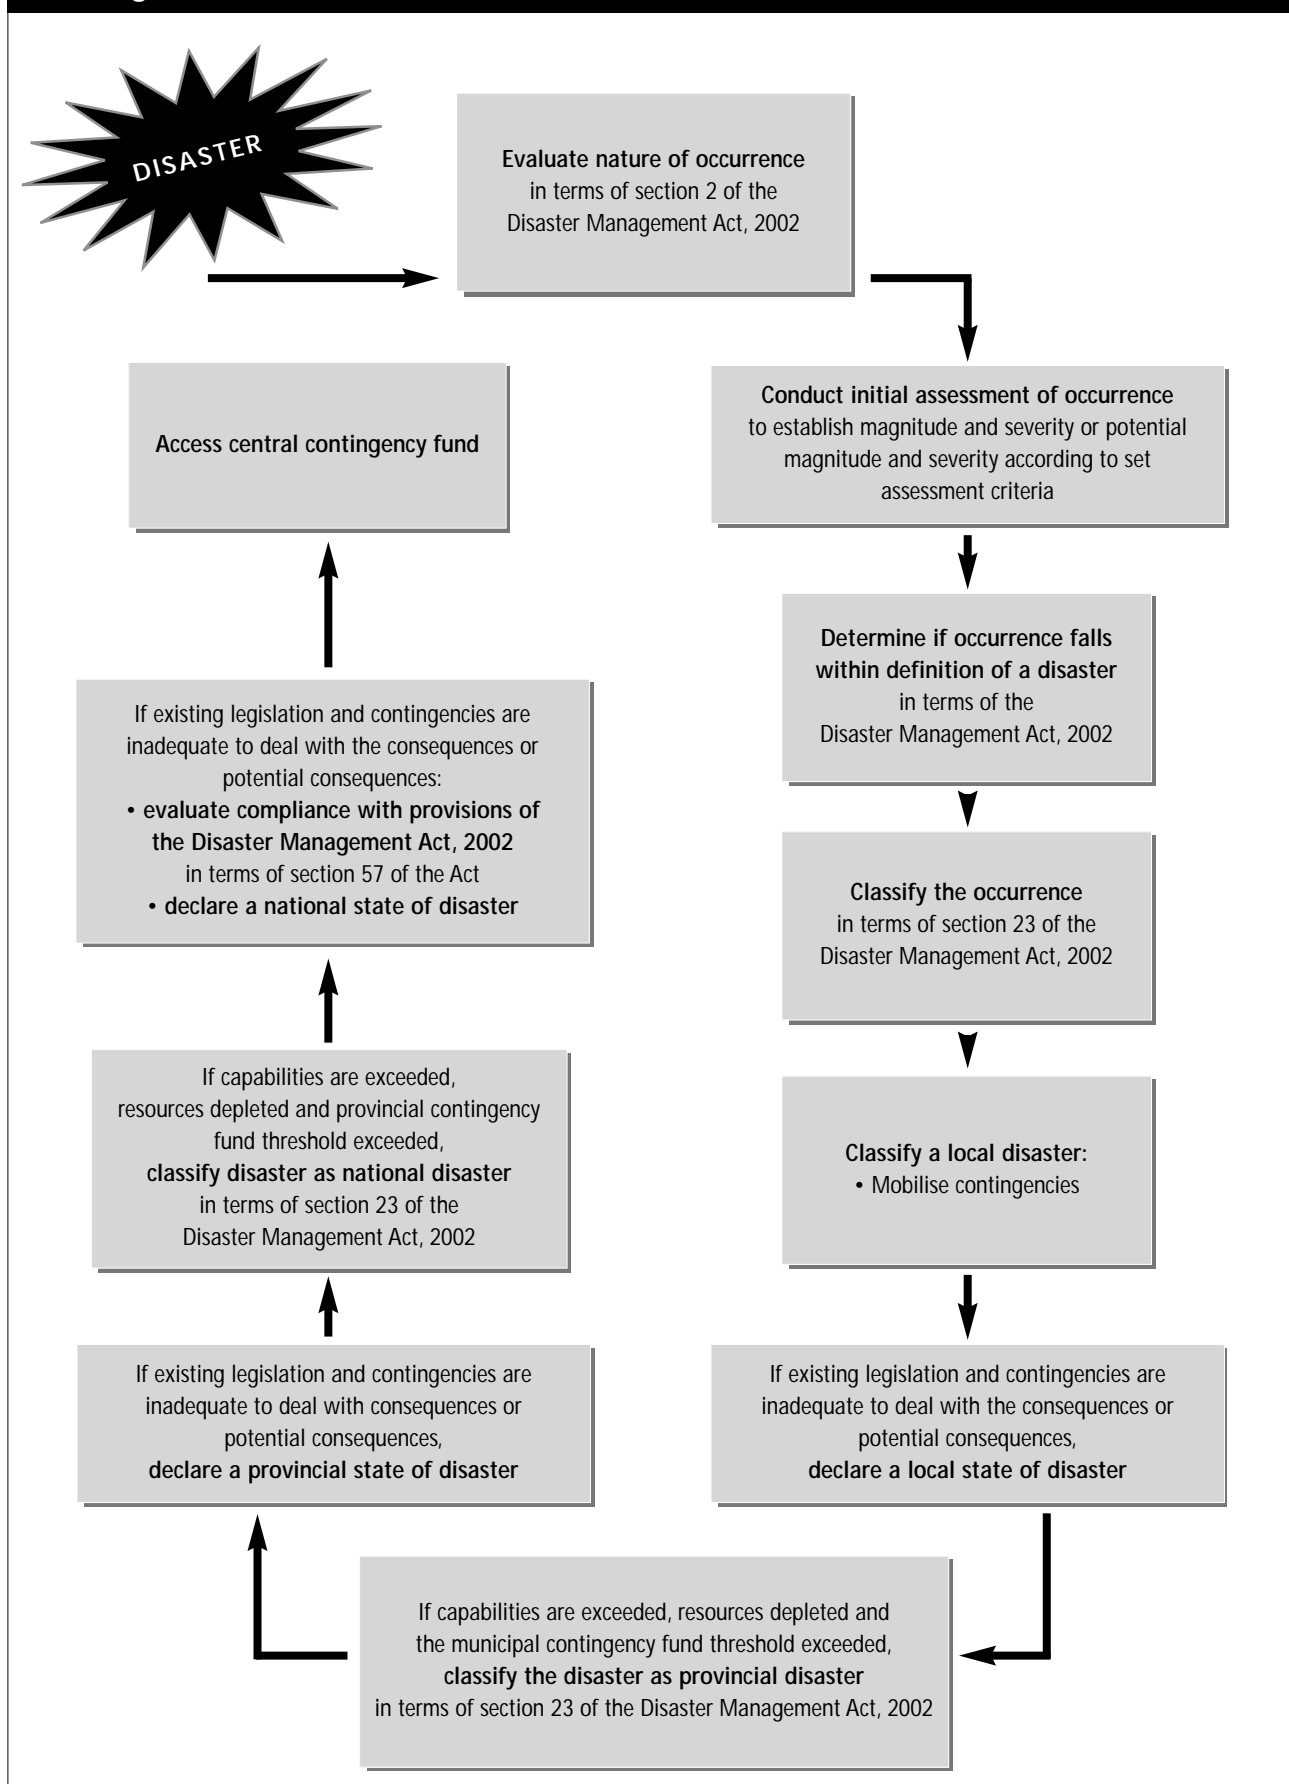 DISASTER
Evaluate nature of occurrence
in terms of section 2 of the
Disaster Management Act, 2002
Conduct initial assessment of occurrence
to establish magnitude and severity or potential
magnitude and severity according to set
assessment criteria
Determine if occurrence falls
within definition of a disaster
in terms of the
Disaster Management Act, 2002
Classify the occurrence
in terms of section 23 of the
Disaster Management Act, 2002
Classify a local disaster:
• Mobilise contingencies
If existing legislation and contingencies are
inadequate to deal with the consequences or
potential consequences,
declare a local state of disaster
If capabilities are exceeded, resources depleted and
the municipal contingency fund threshold exceeded,
classify the disaster as provincial disaster
in terms of section 23 of the Disaster Management Act, 2002
If existing legislation and contingencies are
inadequate to deal with consequences or
potential consequences,
declare a provincial state of disaster
If capabilities are exceeded,
resources depleted and provincial contingency
fund threshold exceeded,
classify disaster as national disaster
in terms of section 23 of the
Disaster Management Act, 2002
If existing legislation and contingencies are
inadequate to deal with the consequences or
potential consequences:
• evaluate compliance with provisions of
the Disaster Management Act, 2002
in terms of section 57 of the Act
• declare a national state of disaster
Access central contingency fund